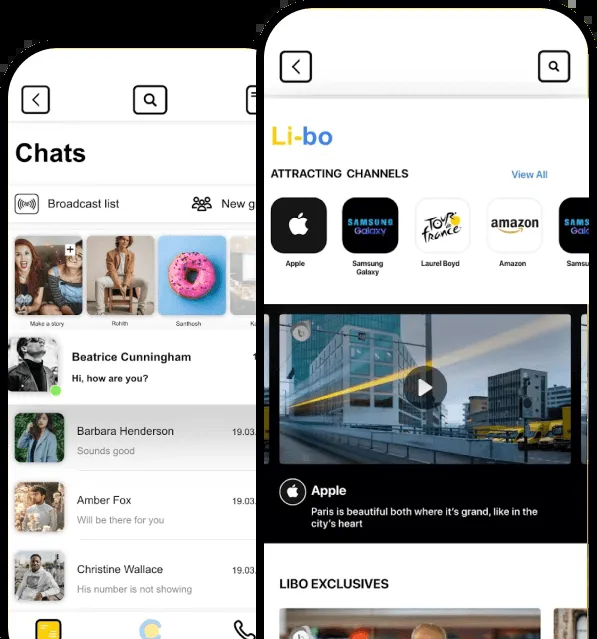 Chats
Broadcast list
New g
Make a story
Rohith
Santhosh
Beatrice Cunningham
Hi, how are you?
Barbara Henderson
19.03.
Sounds good
Amber Fox
19.03.
Will be there for you
Christine Wallace
19.03.
His number is not showing
Li-bo
ATTRACTING CHANNELS
View All
SAMSUNG
Galaxy
TOUR de
france
amazon
SAMS
Gala
Apple
Samsung
Galaxy
Laurel Boyd
Amazon
Samsu
Apple
Paris is beautiful both where it's grand, like in the
city's heart
LIBO EXCLUSIVES